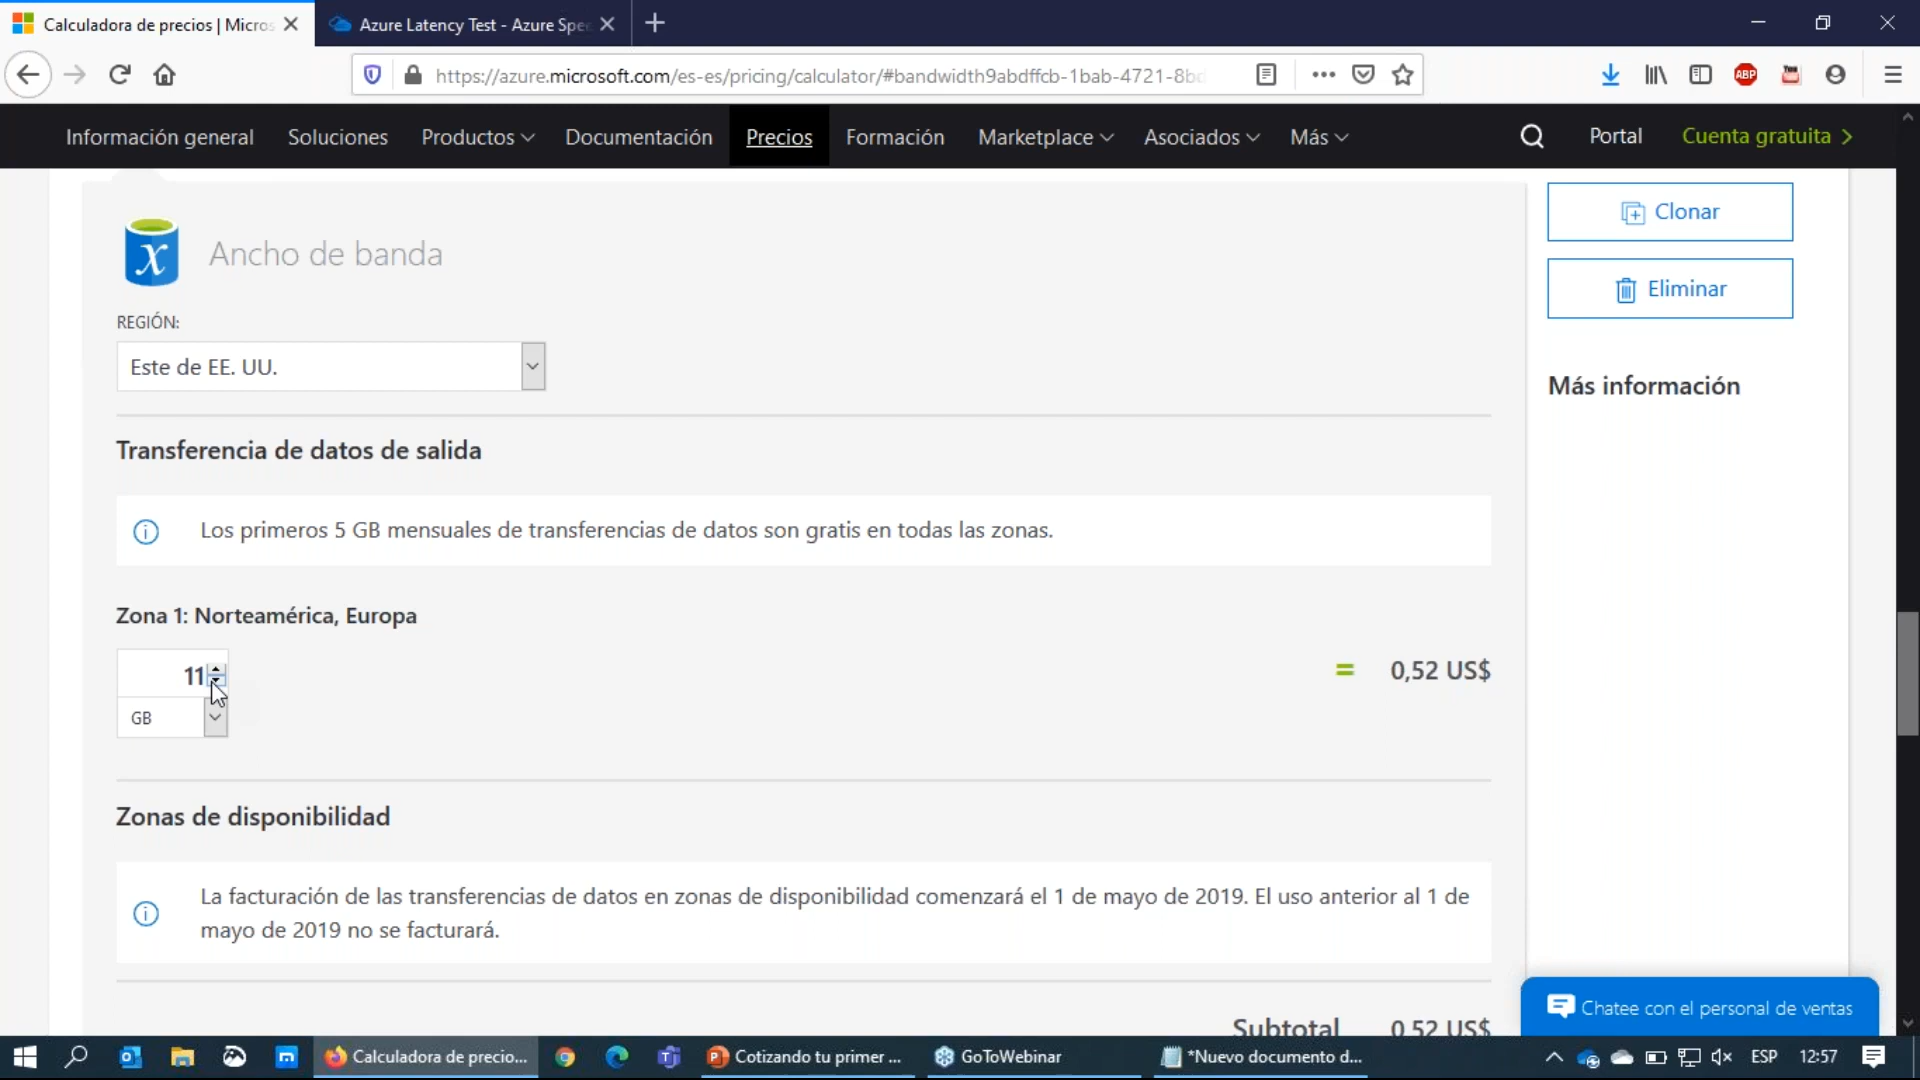 Calculadora de precios | Micros
Azure Latency Test - Azure Spe
https://azure.microsoft.com/es-es/pricing/calculator/#bandwidth9abdffcb-1bab-4721-8b
ABP
Información general
Soluciones
Productos
Documentación
Precios
Formación
Marketplace
Asociados
Más
Portal
Cuenta gratuita
Clonar
Eliminar
Más información
Ancho de banda
REGIÓN:
Este de EE. UU.
Transferencia de datos de salida
Los primeros 5 GB mensuales de transferencias de datos son gratis en todas las zonas.
Zona 1: Norteamérica, Europa
11
GB
= 0,52 US$
Zonas de disponibilidad
La facturación de las transferencias de datos en zonas de disponibilidad comenzará el 1 de mayo de 2019. El uso anterior al 1 de
mayo de 2019 no se facturará.
Subtotal 0,52 US$
Chatee con el personal de ventas
Calculadora de precio...
Cotizando tu primer ...
GoToWebinar
*Nuevo documento d...
ESP
12:57